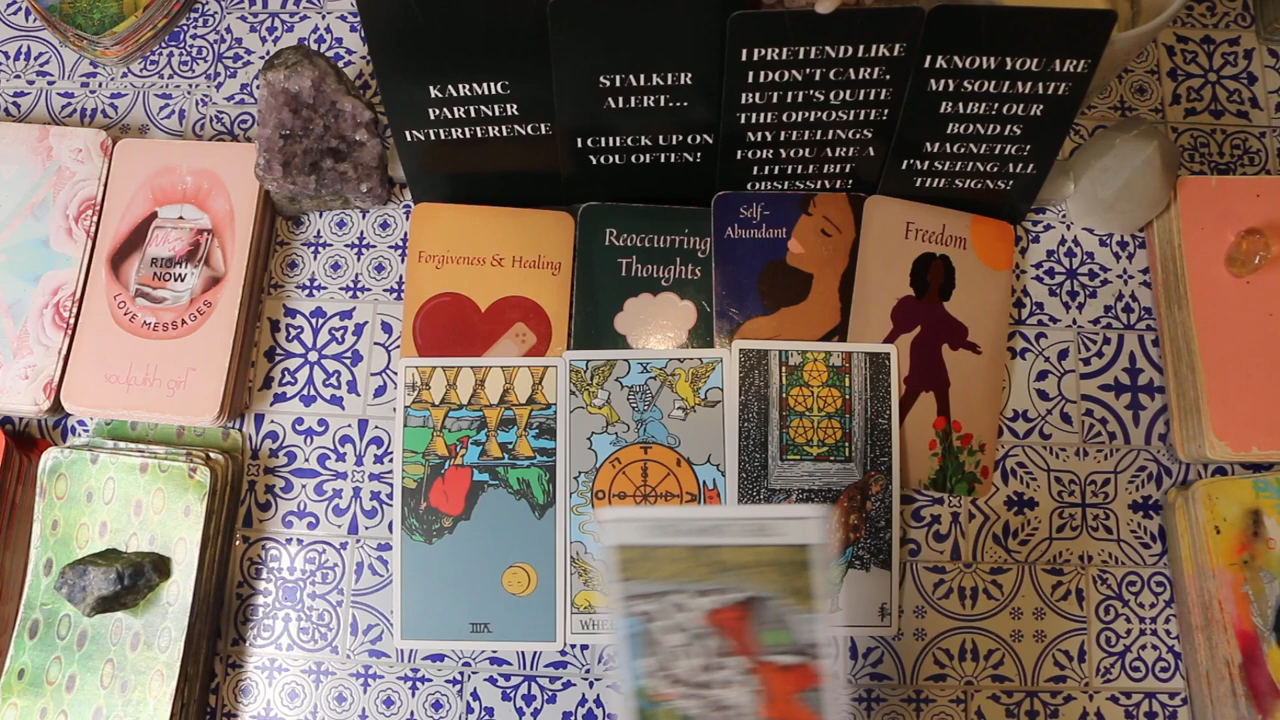 KARMIC
PARTNER
INTERFERENCE
STALKER
ALERT...
I CHECK UP ON
YOU OFTEN!
I PRETEND LIKE
I DON'T CARE,
BUT IT'S QUITE
THE OPPOSITE!
MY FEELINGS
FOR YOU ARE A
LITTLE BIT
OBSESSIVE!
I KNOW YOU ARE
MY SOULMATE
BABE! OUR
BOND IS
MAGNETIC!
I'M SEEING ALL
THE SIGNS!
Forgiveness & Healing
Reoccurring
Thoughts
Self-
Abundant
Freedom
RIGHT
NOW
LOVE MESSAGES
soulfulish girl
X
VIII
WHEE